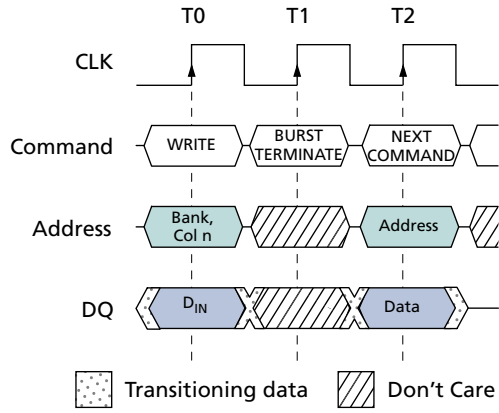 T0 T1 T2
CLK
Command WRITE BURST TERMINATE NEXT COMMAND
Address Bank, Col n Address
DQ DIN Data
Transitioning data Don't Care